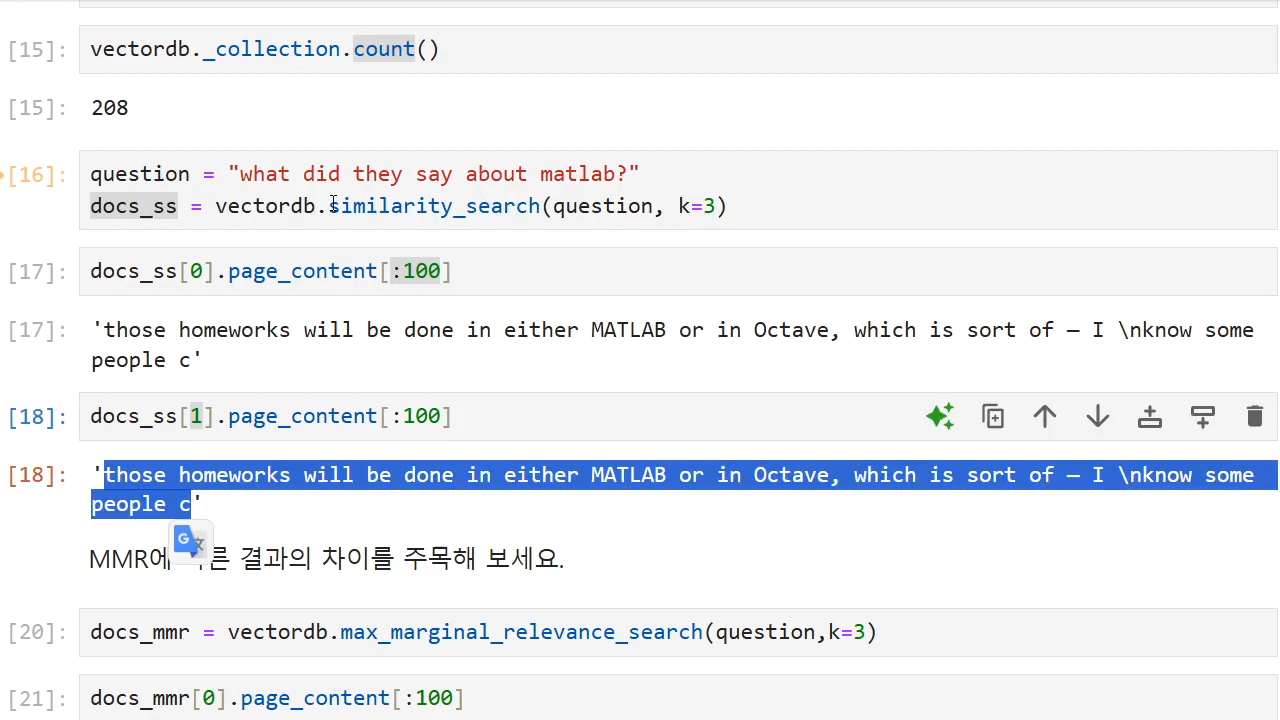 [15]: vectordb._collection.count()
[15]: 208
[16]: question = "what did they say about matlab?"
docs_ss = vectordb.similarity_search(question, k=3)
[17]: docs_ss[0].page_content[:100]
[17]: 'those homeworks will be done in either MATLAB or in Octave, which is sort of — I \nknow some
people c'
[18]: docs_ss[1].page_content[:100]
[18]: 'those homeworks will be done in either MATLAB or in Octave, which is sort of — I \nknow some
people c'
MMR에 결과의 차이를 주목해 보세요.
[20]: docs_mmr = vectordb.max_marginal_relevance_search(question,k=3)
[21]: docs_mmr[0].page_content[:100]